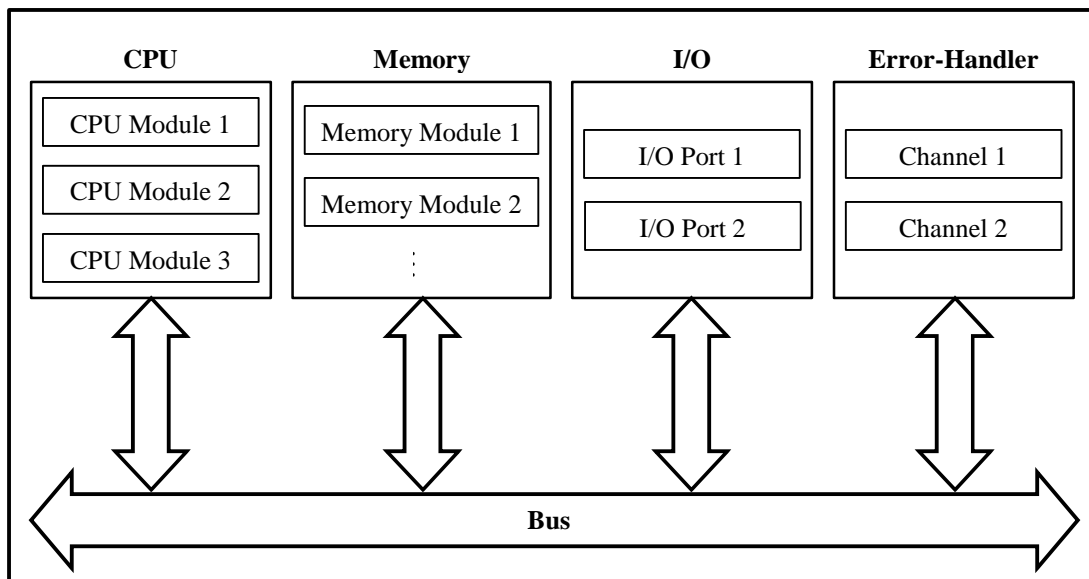 CPU
CPU Module 1
CPU Module 2
CPU Module 3
Memory
Memory Module 1
Memory Module 2
⋮
I/O
I/O Port 1
I/O Port 2
Error-Handler
Channel 1
Channel 2
Bus